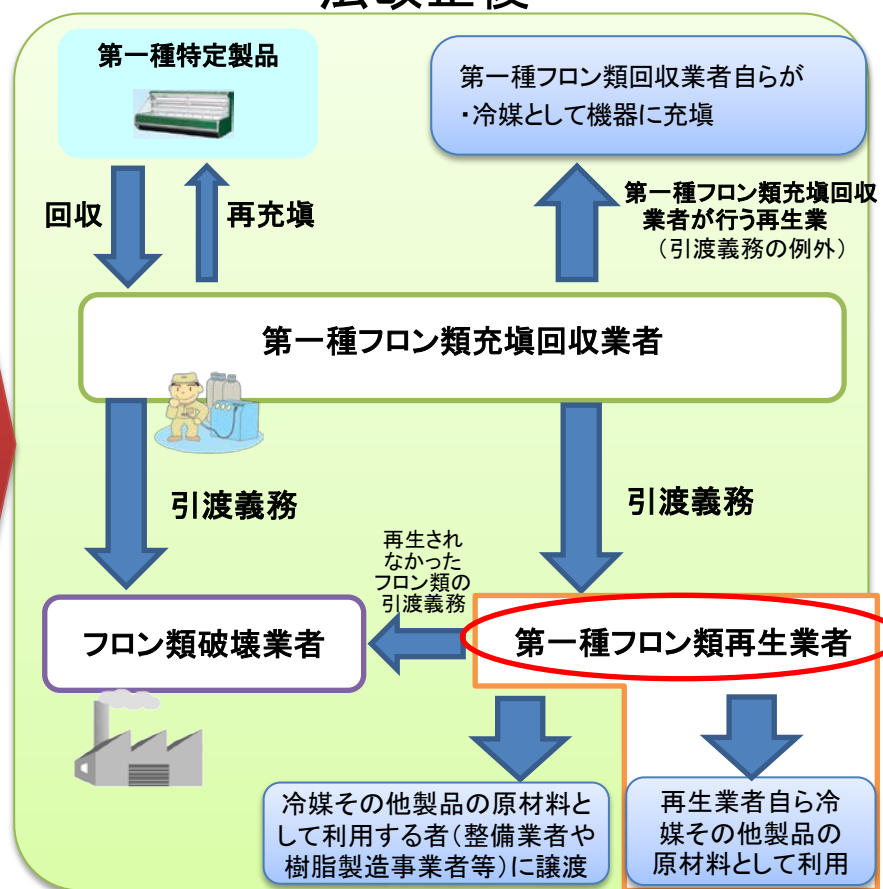 法改正後
第一種特定製品
第一種フロン類回収業者自らが
・冷媒として機器に充填
回収
再充填
第一種フロン類充填回収
業者が行う再生業
（引渡義務の例外）
第一種フロン類充填回収業者
引渡義務
引渡義務
再生され
なかった
フロン類の
引渡義務
フロン類破壊業者
第一種フロン類再生業者
冷媒その他製品の原材料と
して利用する者（整備業者や
樹脂製造事業者等）に譲渡
再生業者自ら冷
媒その他製品の
原材料として利用